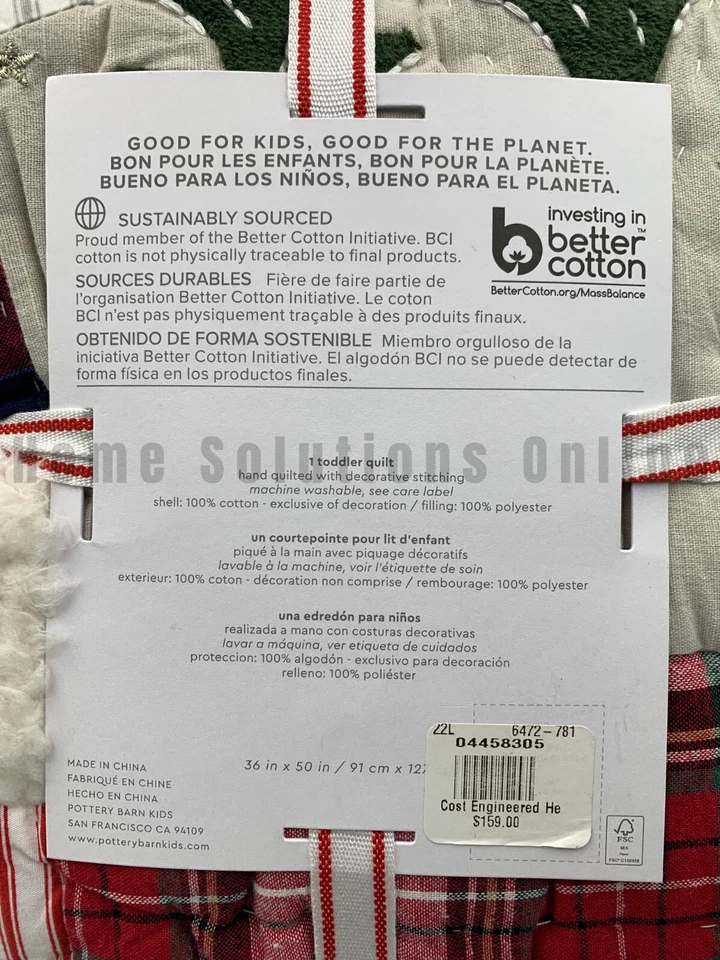 GOOD FOR KIDS, GOOD FOR THE PLANET.
BON POUR LES ENFANTS, BON POUR LA PLANÈTE.
BUENO PARA LOS NIÑOS, BUENO PARA EL PLANETA.
SUSTAINABLY SOURCED
Proud member of the Better Cotton Initiative. BCI
cotton is not physically traceable to final products.
SOURCES DURABLES Fière de faire partie de
l'organisation Better Cotton Initiative. Le coton
BCI n'est pas physiquement traçable à des produits finaux.
OBTENIDO DE FORMA SOSTENIBLE Miembro orgulloso de la
iniciativa Better Cotton Initiative. El algodón BCI no se puede detectar de
forma física en los productos finales.
investing in
better™
cotton
BetterCotton.org/MassBalance
Home Solutions Online
1 toddler quilt
hand quilted with decorative stitching
machine washable, see care label
shell: 100% cotton - exclusive of decoration / filling: 100% polyester
un courtepointe pour lit d'enfant
piqué à la main avec piquage décoratifs
lavable à la machine, voir l'étiquette de soin
exterieur: 100% coton - décoration non comprise / rembourage: 100% polyester
una edredón para niños
realizada a mano con costuras decorativas
lavar a máquina, ver etiqueta de cuidados
proteccion: 100% algodón - exclusivo para decoración
relleno: 100% poliéster
36 in x 50 in / 91 cm x 127
MADE IN CHINA
FABRIQUÉ EN CHINE
HECHO EN CHINA
POTTERY BARN KIDS
SAN FRANCISCO CA 94109
www.potterybarnkids.com
22L 6472-781
04458305
Cost Engineered He
$159.00
FSC
MIX
Paper